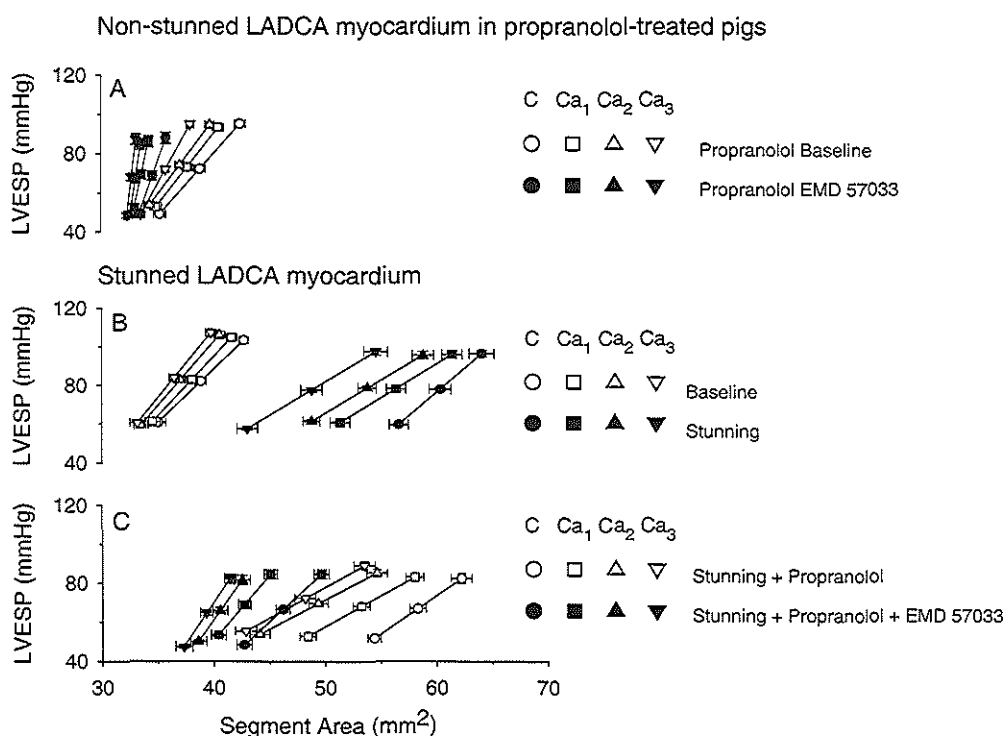 Non-stunned LADCA myocardium in propranolol-treated pigs
A
LVESP (mmHg)
120
80
40
C Ca1 Ca2 Ca3
Propranolol Baseline
Propranolol EMD 57033
Stunned LADCA myocardium
B
LVESP (mmHg)
120
80
40
C Ca1 Ca2 Ca3
Baseline
Stunning
C
LVESP (mmHg)
120
80
40
C Ca1 Ca2 Ca3
Stunning + Propranolol
Stunning + Propranolol + EMD 57033
30 40 50 60 70
Segment Area (mm2)